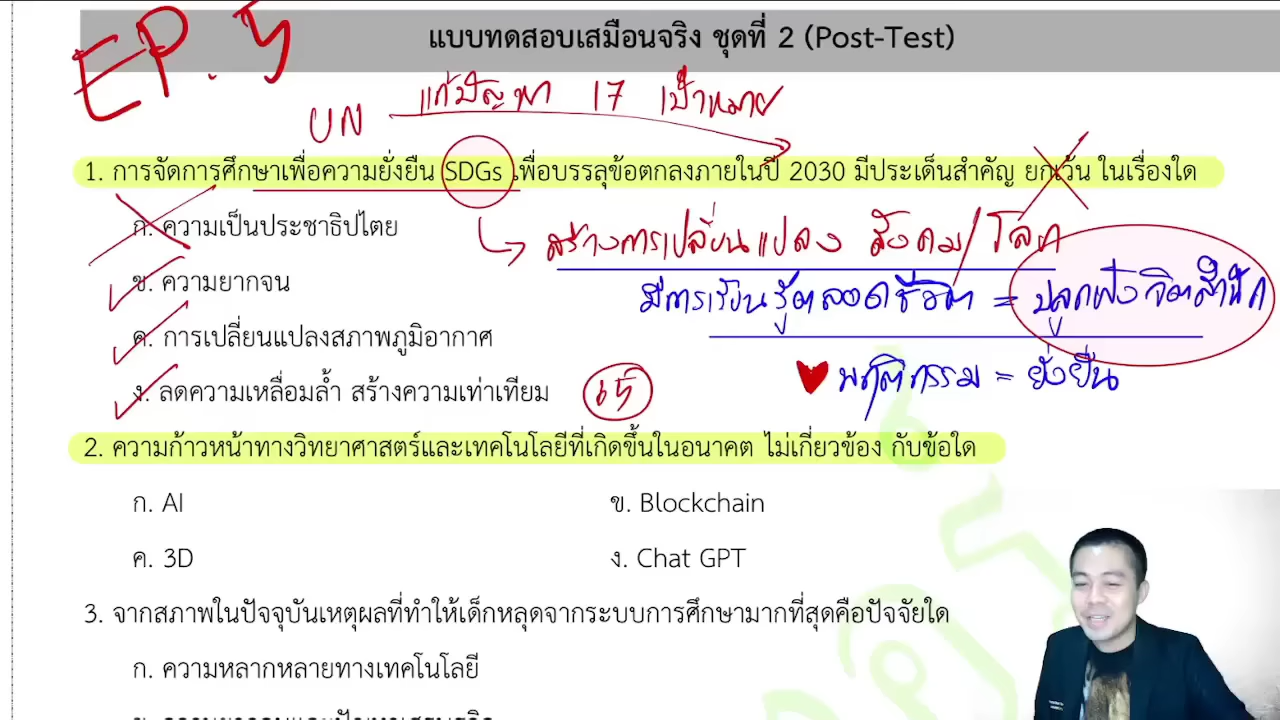 แบบทดสอบเสมือนจริง ชุดที่ 2 (Post-Test)
EP. 5
UN แก้ปัญหา 17 เป้าหมาย
1. การจัดการศึกษาเพื่อความยั่งยืน SDGs เพื่อบรรลุข้อตกลงภายในปี 2030 มีประเด็นสำคัญ ยกเว้น ในเรื่องใด
ก. ความเป็นประชาธิปไตย
สร้างการเปลี่ยนแปลง สังคม/โลก
ข. ความยากจน
มีการเรียนรู้ตลอดชีวิต = ปลูกฝังจิตสำนึก
ค. การเปลี่ยนแปลงสภาพภูมิอากาศ
ง. ลดความเหลื่อมล้ำ สร้างความเท่าเทียม
พฤติกรรม = ยั่งยืน
2. ความก้าวหน้าทางวิทยาศาสตร์และเทคโนโลยีที่เกิดขึ้นในอนาคต ไม่เกี่ยวข้อง กับข้อใด
ก. AI ข. Blockchain
ค. 3D ง. Chat GPT
3. จากสภาพในปัจจุบันเหตุผลที่ทำให้เด็กหลุดจากระบบการศึกษามากที่สุดคือปัจจัยใด
ก. ความหลากหลายทางเทคโนโลยี